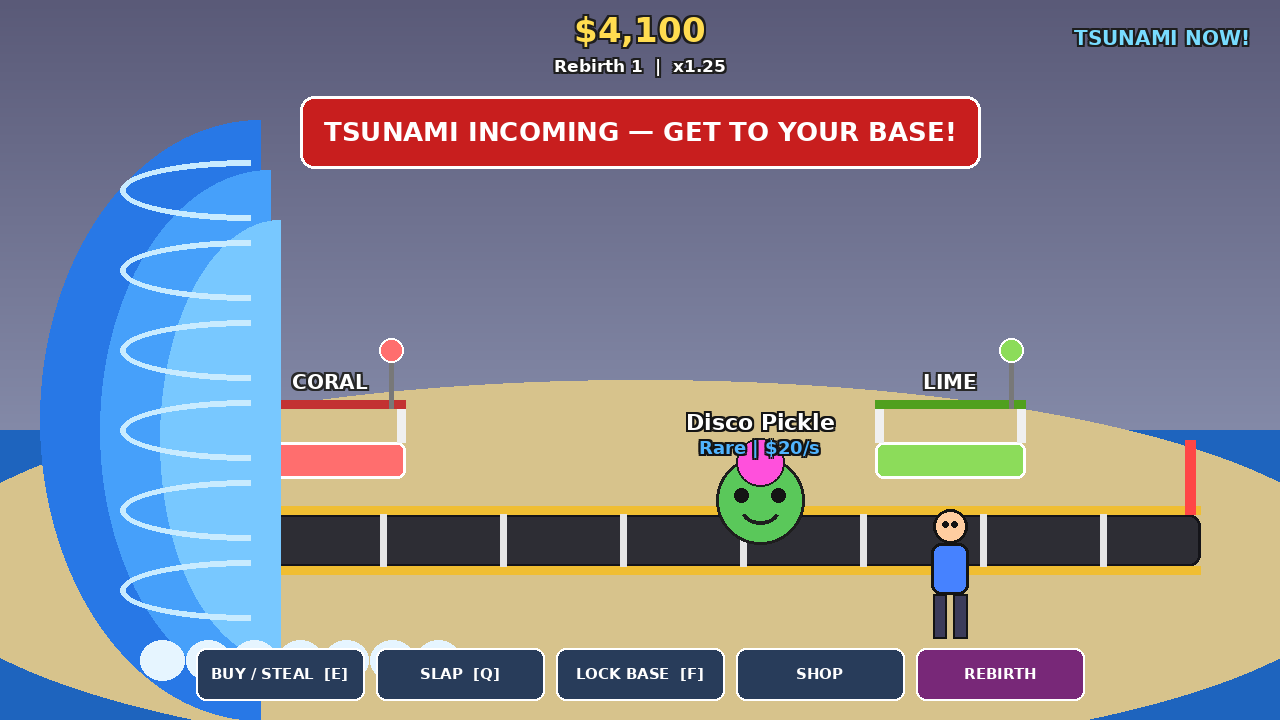 $4,100
Rebirth 1 | x1.25
TSUNAMI NOW!
TSUNAMI INCOMING — GET TO YOUR BASE!
CORAL
LIME
Disco Pickle
Rare | $20/s
BUY / STEAL [E]
SLAP [Q]
LOCK BASE [F]
SHOP
REBIRTH